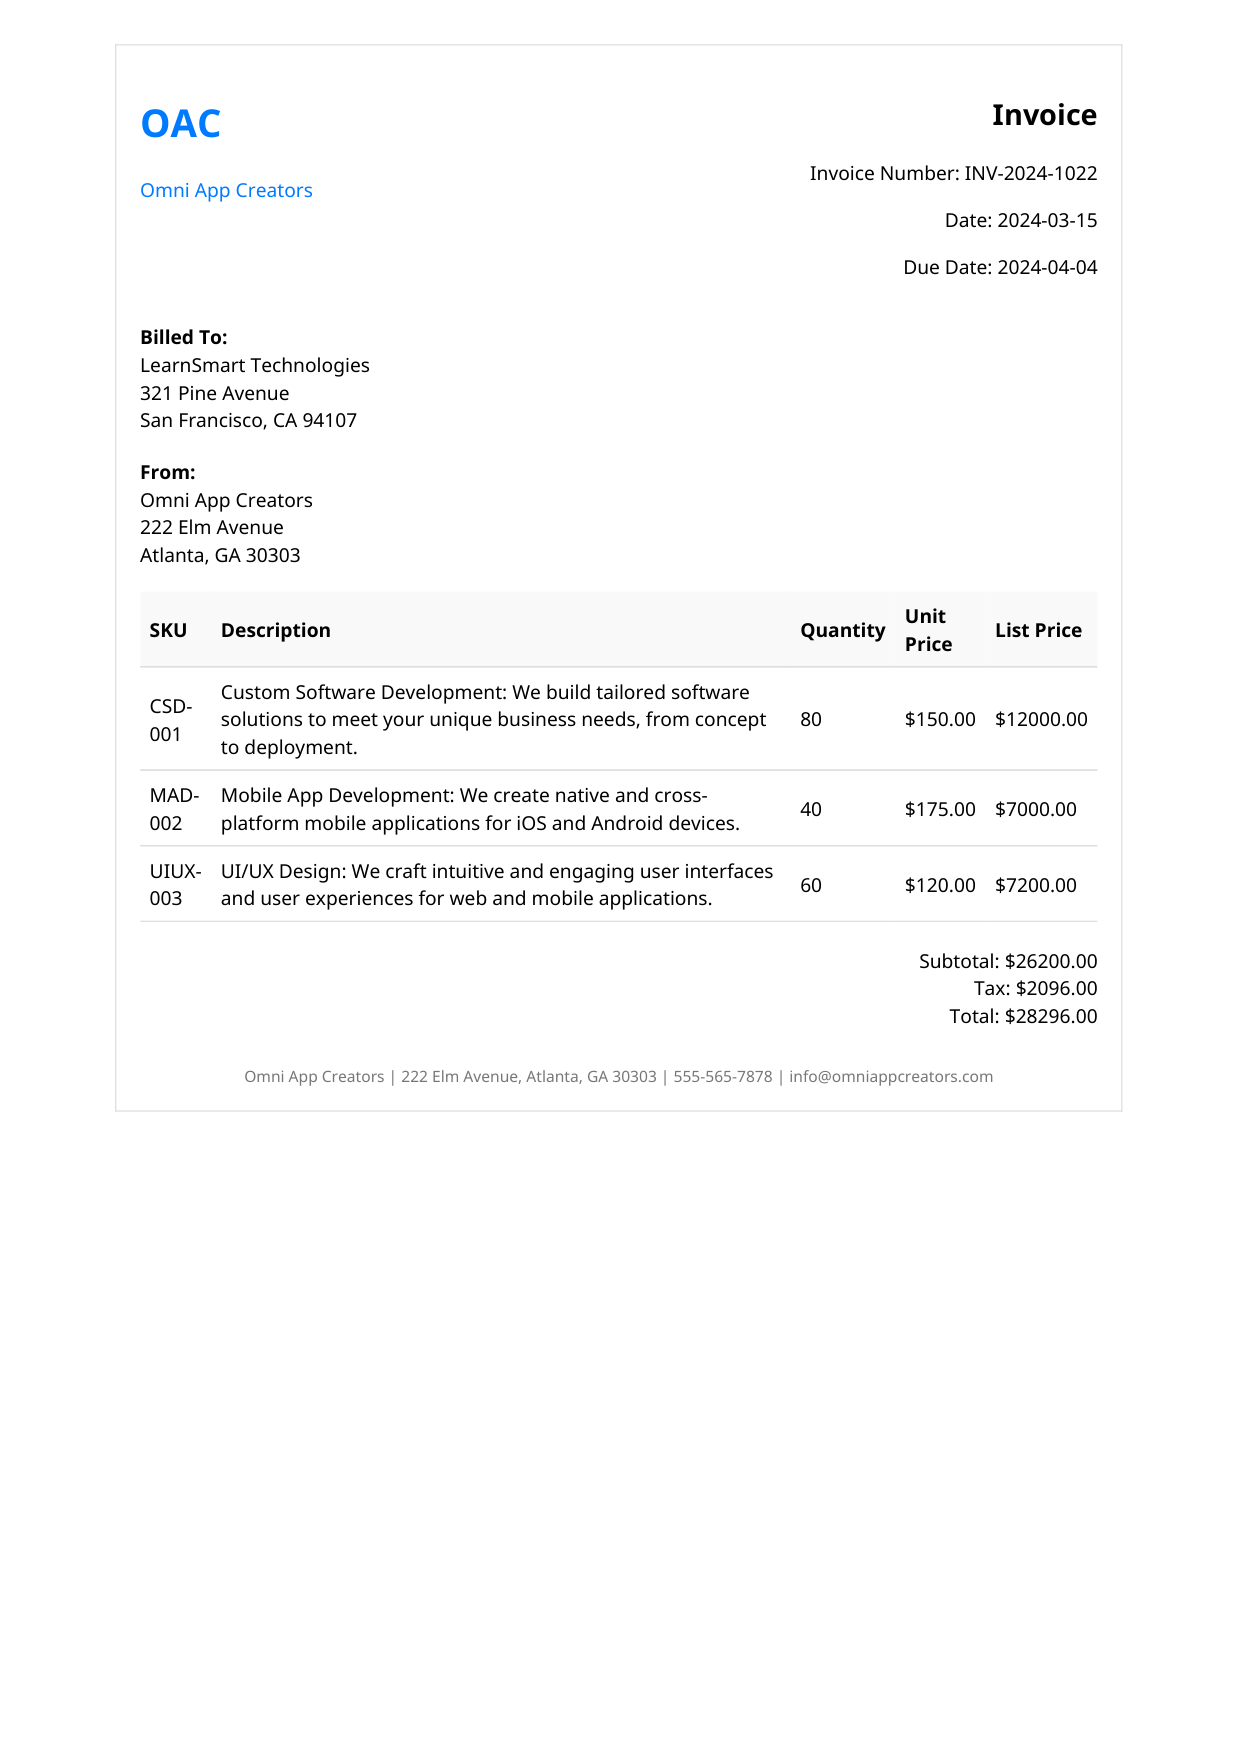 OAC
Omni App Creators
Invoice
Invoice Number: INV-2024-1022
Date: 2024-03-15
Due Date: 2024-04-04
Billed To:
LearnSmart Technologies
321 Pine Avenue
San Francisco, CA 94107
From:
Omni App Creators
222 Elm Avenue
Atlanta, GA 30303
SKU Description Quantity Unit Price List Price
CSD-001 Custom Software Development: We build tailored software
solutions to meet your unique business needs, from concept
to deployment. 80 $150.00 $12000.00
MAD-002 Mobile App Development: We create native and cross-
platform mobile applications for iOS and Android devices. 40 $175.00 $7000.00
UIUX-003 UI/UX Design: We craft intuitive and engaging user interfaces
and user experiences for web and mobile applications. 60 $120.00 $7200.00
Subtotal: $26200.00
Tax: $2096.00
Total: $28296.00
Omni App Creators | 222 Elm Avenue, Atlanta, GA 30303 | 555-565-7878 | info@omniappcreators.com